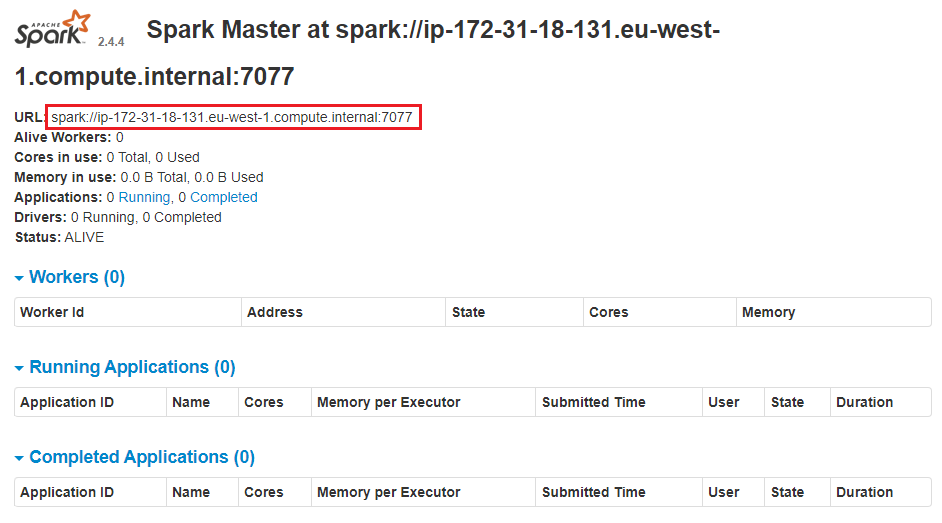 APACHE
Spark™ 2.4.4 Spark Master at spark://ip-172-31-18-131.eu-west-
1.compute.internal:7077
URL: spark://ip-172-31-18-131.eu-west-1.compute.internal:7077
Alive Workers: 0
Cores in use: 0 Total, 0 Used
Memory in use: 0.0 B Total, 0.0 B Used
Applications: 0 Running, 0 Completed
Drivers: 0 Running, 0 Completed
Status: ALIVE
Workers (0)
Worker Id Address State Cores Memory
Running Applications (0)
Application ID Name Cores Memory per Executor Submitted Time User State Duration
Completed Applications (0)
Application ID Name Cores Memory per Executor Submitted Time User State Duration